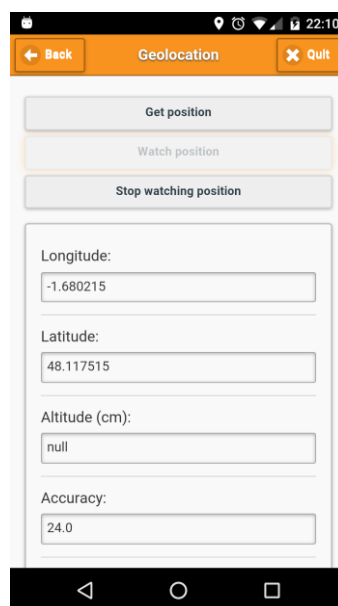 22:10
Back
Geolocation
Quit
Get position
Watch position
Stop watching position
Longitude:
-1.680215
Latitude:
48.117515
Altitude (cm):
null
Accuracy:
24.0